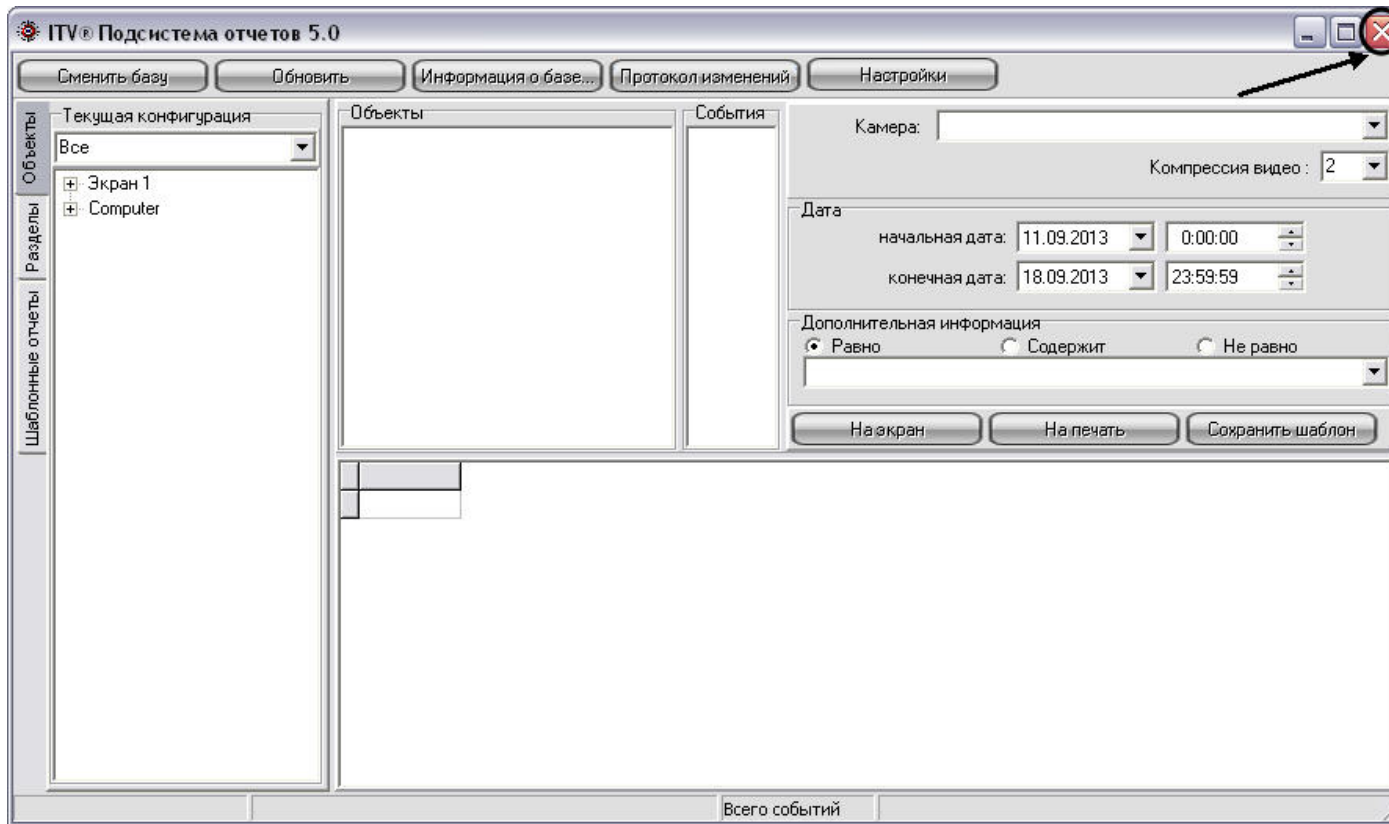 ITV® Подсистема отчетов 5.0
Сменить базу Обновить Информация о базе... Протокол изменений Настройки
Объекты
Разделы
Шаблонные отчеты
Текущая конфигурация
Все
Экран 1
Computer
Объекты
События
Камера:
Компрессия видео : 2
Дата
начальная дата: 11.09.2013 0:00:00
конечная дата: 18.09.2013 23:59:59
Дополнительная информация
Равно Содержит Не равно
На экран На печать Сохранить шаблон
Всего событий